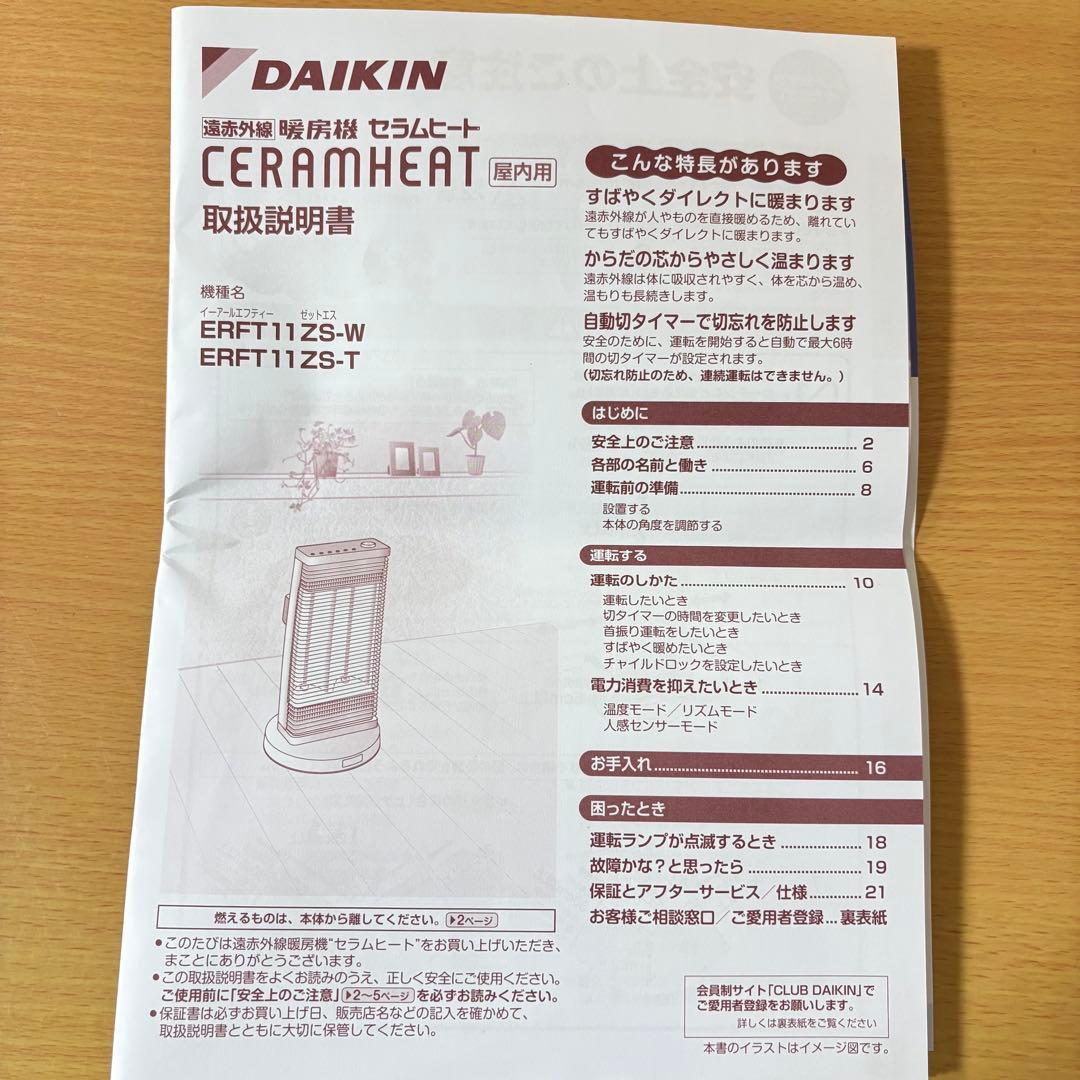 DAIKIN
遠赤外線 暖房機 セラムヒート
CERAMHEAT 屋内用
取扱説明書
機種名
イーアールエフティー ゼットエス
ERFT11ZS-W
ERFT11ZS-T
燃えるものは、本体から離してください。 2ページ
●このたびは遠赤外線暖房機“セラムヒート”をお買い上げいただき、
まことにありがとうございます。
●この取扱説明書をよくお読みのうえ、正しく安全にご使用ください。
ご使用前に「安全上のご注意」 2〜5ページ を必ずお読みください。
●保証書は必ずお買い上げ日、販売店名などの記入を確かめて、
取扱説明書とともに大切に保管してください。
こんな特長があります
すばやくダイレクトに暖まります
遠赤外線が人やものを直接暖めるため、離れてい
てもすばやくダイレクトに暖まります。
からだの芯からやさしく温まります
遠赤外線は体に吸収されやすく、体を芯から温め、
温もりも長続きします。
自動切タイマーで切忘れを防止します
安全のために、運転を開始すると自動で最大6時
間の切タイマーが設定されます。
(切忘れ防止のため、連続運転はできません。)
はじめに
安全上のご注意 2
各部の名前と働き 6
運転前の準備 8
設置する
本体の角度を調節する
運転する
運転のしかた 10
運転したいとき
切タイマーの時間を変更したいとき
首振り運転をしたいとき
すばやく暖めたいとき
チャイルドロックを設定したいとき
電力消費を抑えたいとき 14
温度モード／リズムモード
人感センサーモード
お手入れ 16
困ったとき
運転ランプが点滅するとき 18
故障かな？と思ったら 19
保証とアフターサービス／仕様 21
お客様ご相談窓口／ご愛用者登録... 裏表紙
会員制サイト「CLUB DAIKIN」で
ご愛用者登録をお願いします。
詳しくは裏表紙をご覧ください
本書のイラストはイメージ図です。